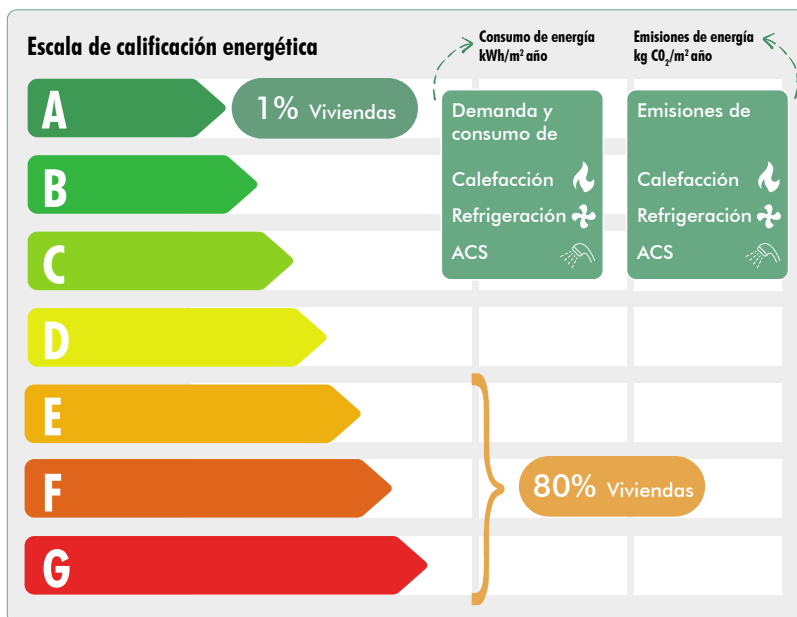 Escala de calificación energética
Consumo de energía
kWh/m² año
Emisiones de energía
kg CO₂/m² año
A
1% Viviendas
Demanda y
consumo de
Calefacción
Refrigeración
ACS
Emisiones de
Calefacción
Refrigeración
ACS
B
C
D
E
F
80% Viviendas
G